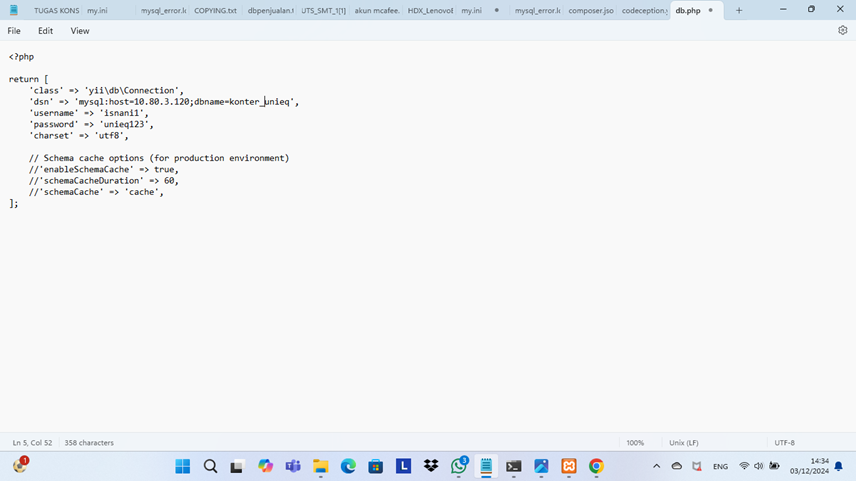 TUGAS KONS my.ini mysql_error.lo COPYING.txt dbpenjualan.t UTS_SMT_1[1] akun mcafee. HDX_LenovoE my.ini mysql_error.lo composer.jso codeception.y db.php
File Edit View
<?php
return [
    'class' => 'yii\db\Connection',
    'dsn' => 'mysql:host=10.80.3.120;dbname=konter_unieq',
    'username' => 'isnani1',
    'password' => 'unieq123',
    'charset' => 'utf8',
    // Schema cache options (for production environment)
    //'enableSchemaCache' => true,
    //'schemaCacheDuration' => 60,
    //'schemaCache' => 'cache',
];
Ln 5, Col 52 358 characters 100% Unix (LF) UTF-8
1 L 3 ENG 14:34
03/12/2024